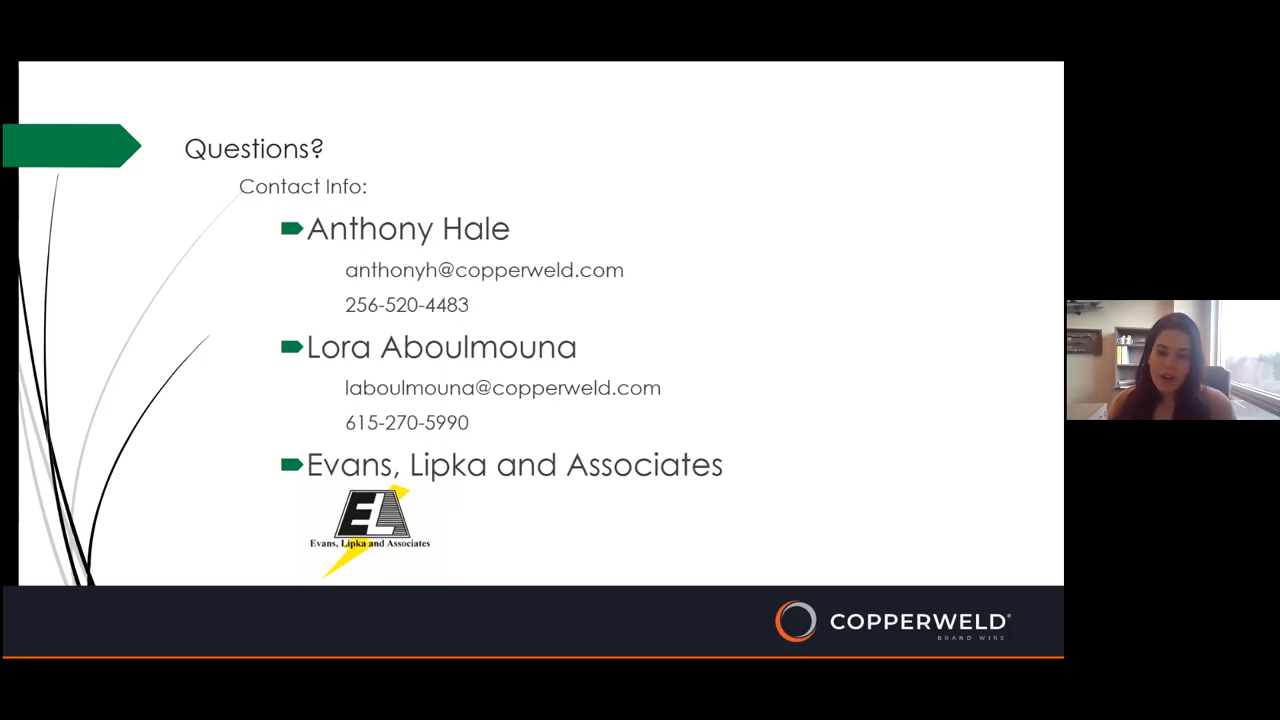 Questions?
Contact Info:
Anthony Hale
anthonyh@copperweld.com
256-520-4483
Lora Aboulmouna
laboulmouna@copperweld.com
615-270-5990
Evans, Lipka and Associates
EL
Evans, Lipka and Associates
COPPERWELD®
BRAND WIRE